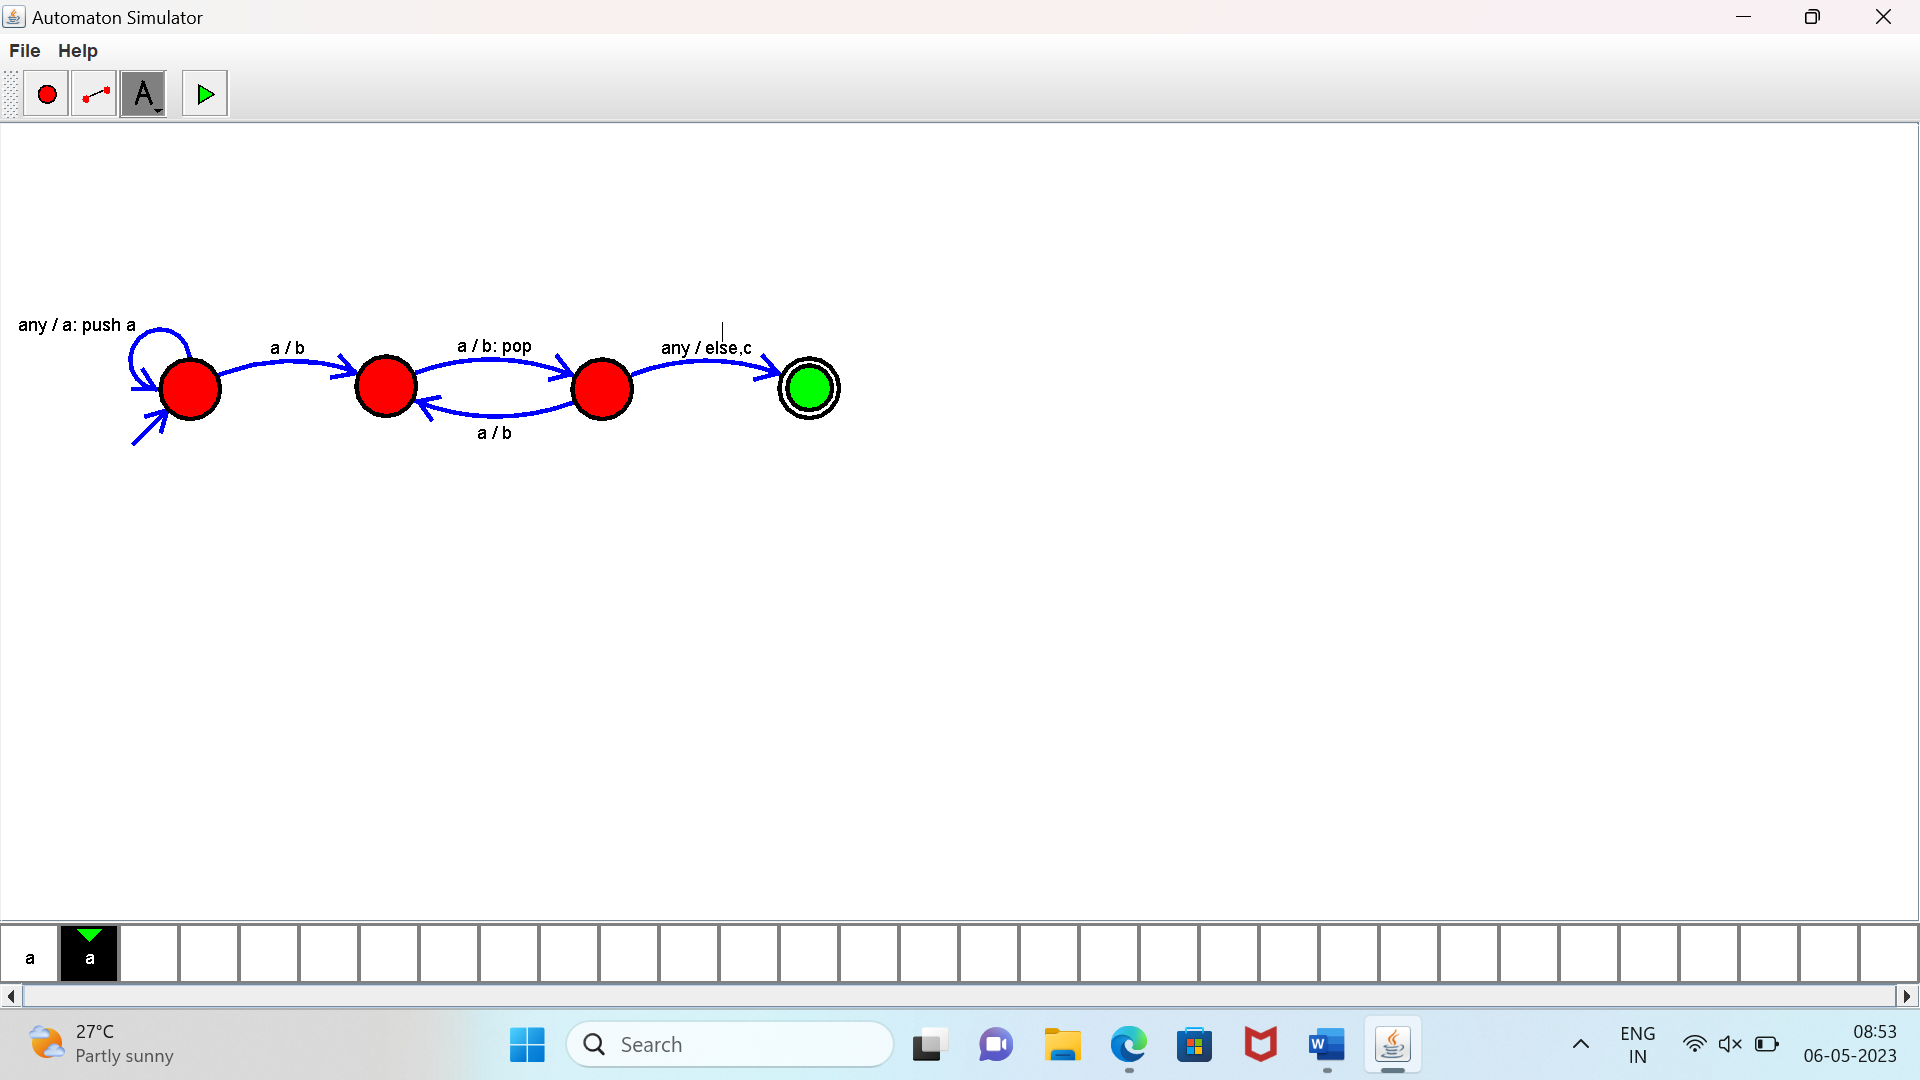 Automaton Simulator
File Help
A
any / a: push a
a / b
a / b: pop
any / else,c
a / b
a a
27°C
Partly sunny
Search
W
ENG
IN
08:53
06-05-2023